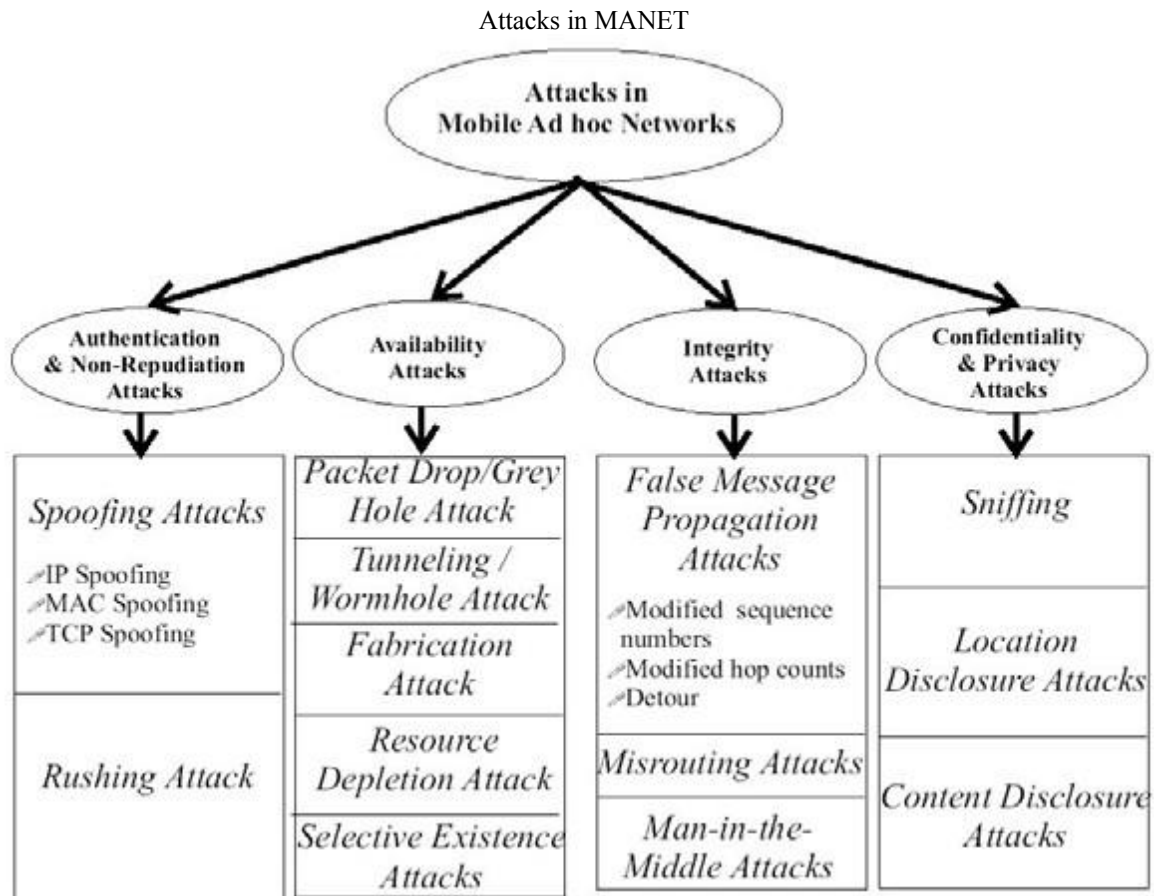 Attacks in MANET
Attacks in
Mobile Ad hoc Networks
Authentication
& Non-Repudiation
Attacks
Availability
Attacks
Integrity
Attacks
Confidentiality
& Privacy
Attacks
Spoofing Attacks
IP Spoofing
MAC Spoofing
TCP Spoofing
Rushing Attack
Packet Drop/Grey
Hole Attack
Tunneling /
Wormhole Attack
Fabrication
Attack
Resource
Depletion Attack
Selective Existence
Attacks
False Message
Propagation
Attacks
Modified sequence
numbers
Modified hop counts
Detour
Misrouting Attacks
Man-in-the-
Middle Attacks
Sniffing
Location
Disclosure Attacks
Content Disclosure
Attacks